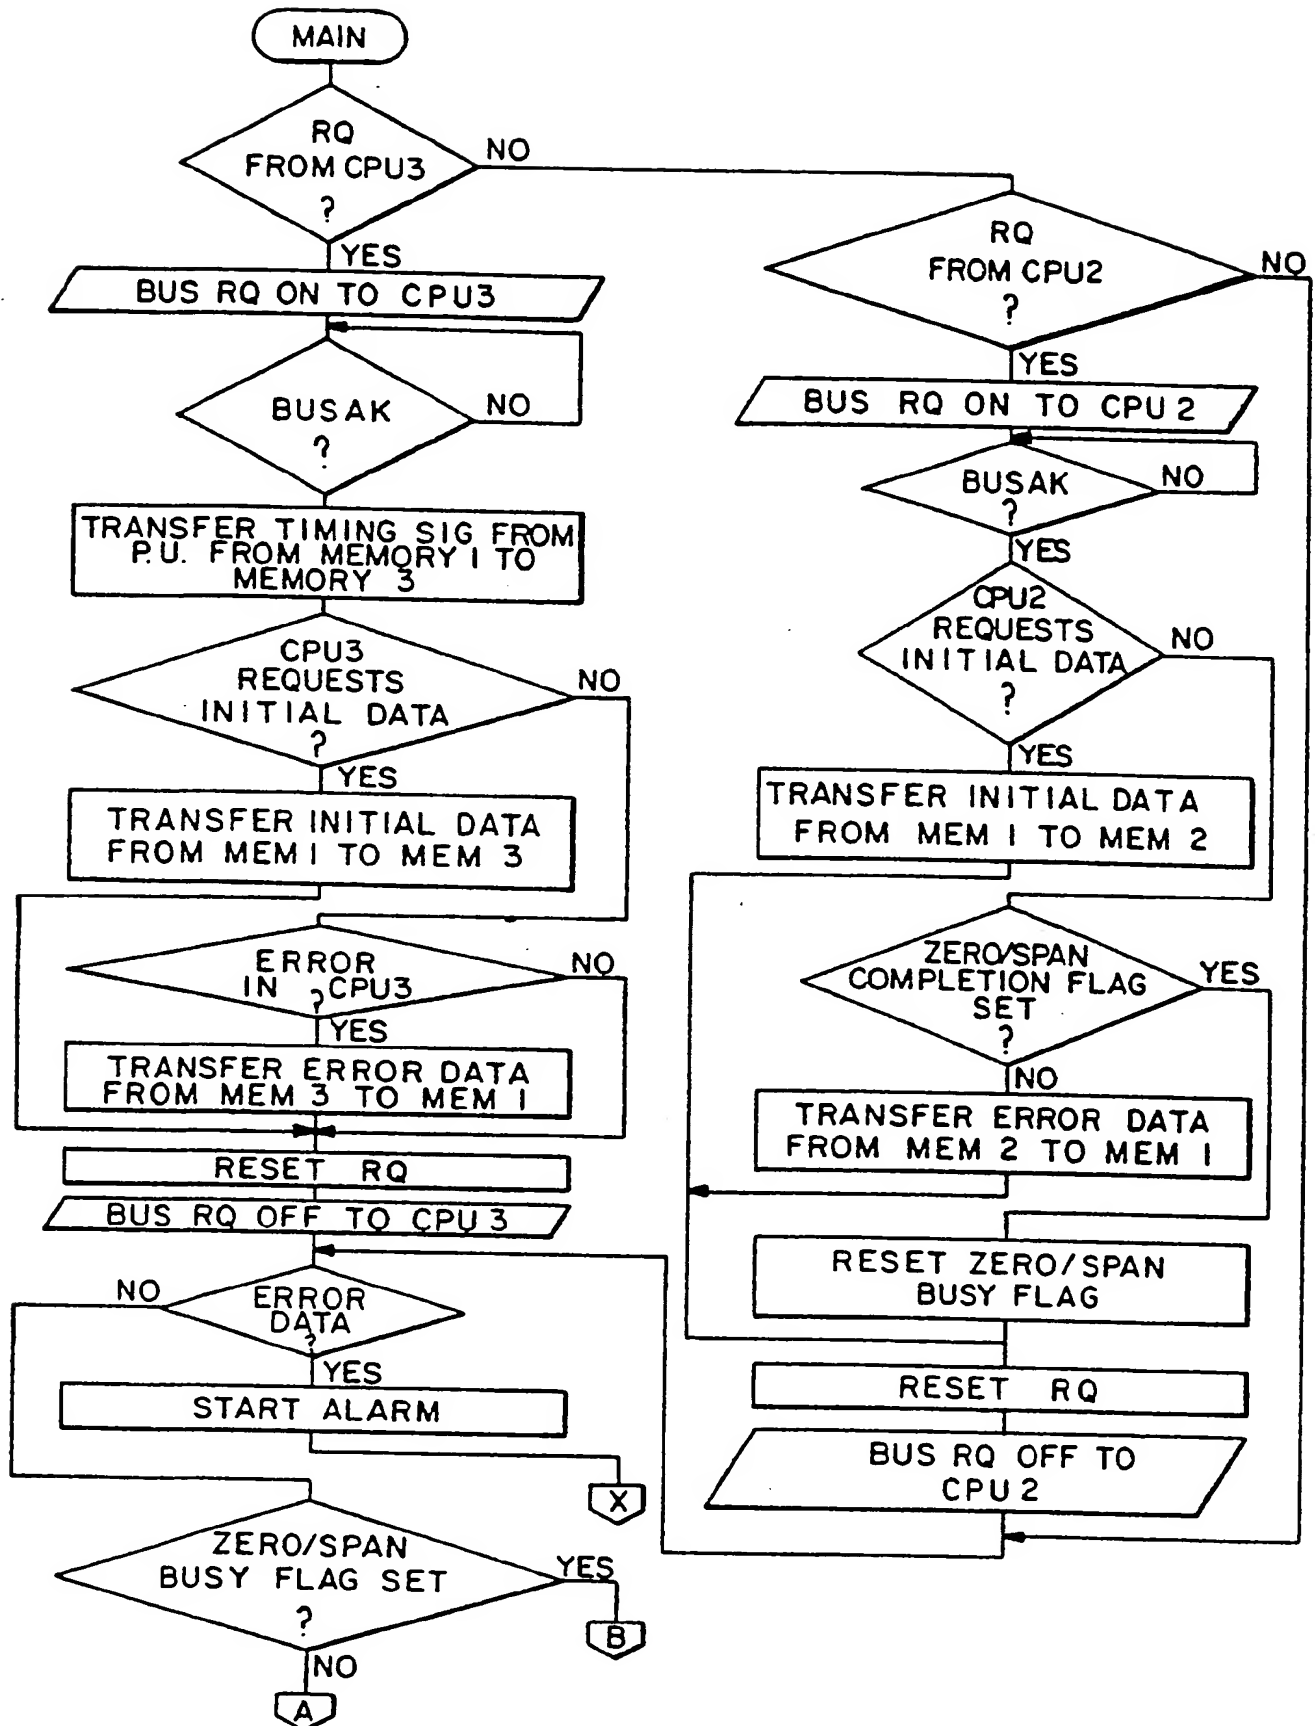 MAIN
RQ
FROM CPU3
?
NO
YES
BUS RQ ON TO CPU3
BUSAK
?
NO
TRANSFER TIMING SIG FROM
P.U. FROM MEMORY 1 TO
MEMORY 3
CPU3
REQUESTS
INITIAL DATA
?
NO
YES
TRANSFER INITIAL DATA
FROM MEM 1 TO MEM 3
ERROR
IN CPU3
?
NO
YES
TRANSFER ERROR DATA
FROM MEM 3 TO MEM 1
RESET RQ
BUS RQ OFF TO CPU 3
ERROR
DATA
?
NO
YES
START ALARM
X
ZERO/SPAN
BUSY FLAG SET
?
YES
B
NO
A
RQ
FROM CPU2
?
NO
YES
BUS RQ ON TO CPU 2
BUSAK
?
NO
YES
CPU2
REQUESTS
INITIAL DATA
?
NO
YES
TRANSFER INITIAL DATA
FROM MEM 1 TO MEM 2
ZERO/SPAN
COMPLETION FLAG
SET
?
YES
NO
TRANSFER ERROR DATA
FROM MEM 2 TO MEM 1
RESET ZERO/SPAN
BUSY FLAG
RESET RQ
BUS RQ OFF TO
CPU 2